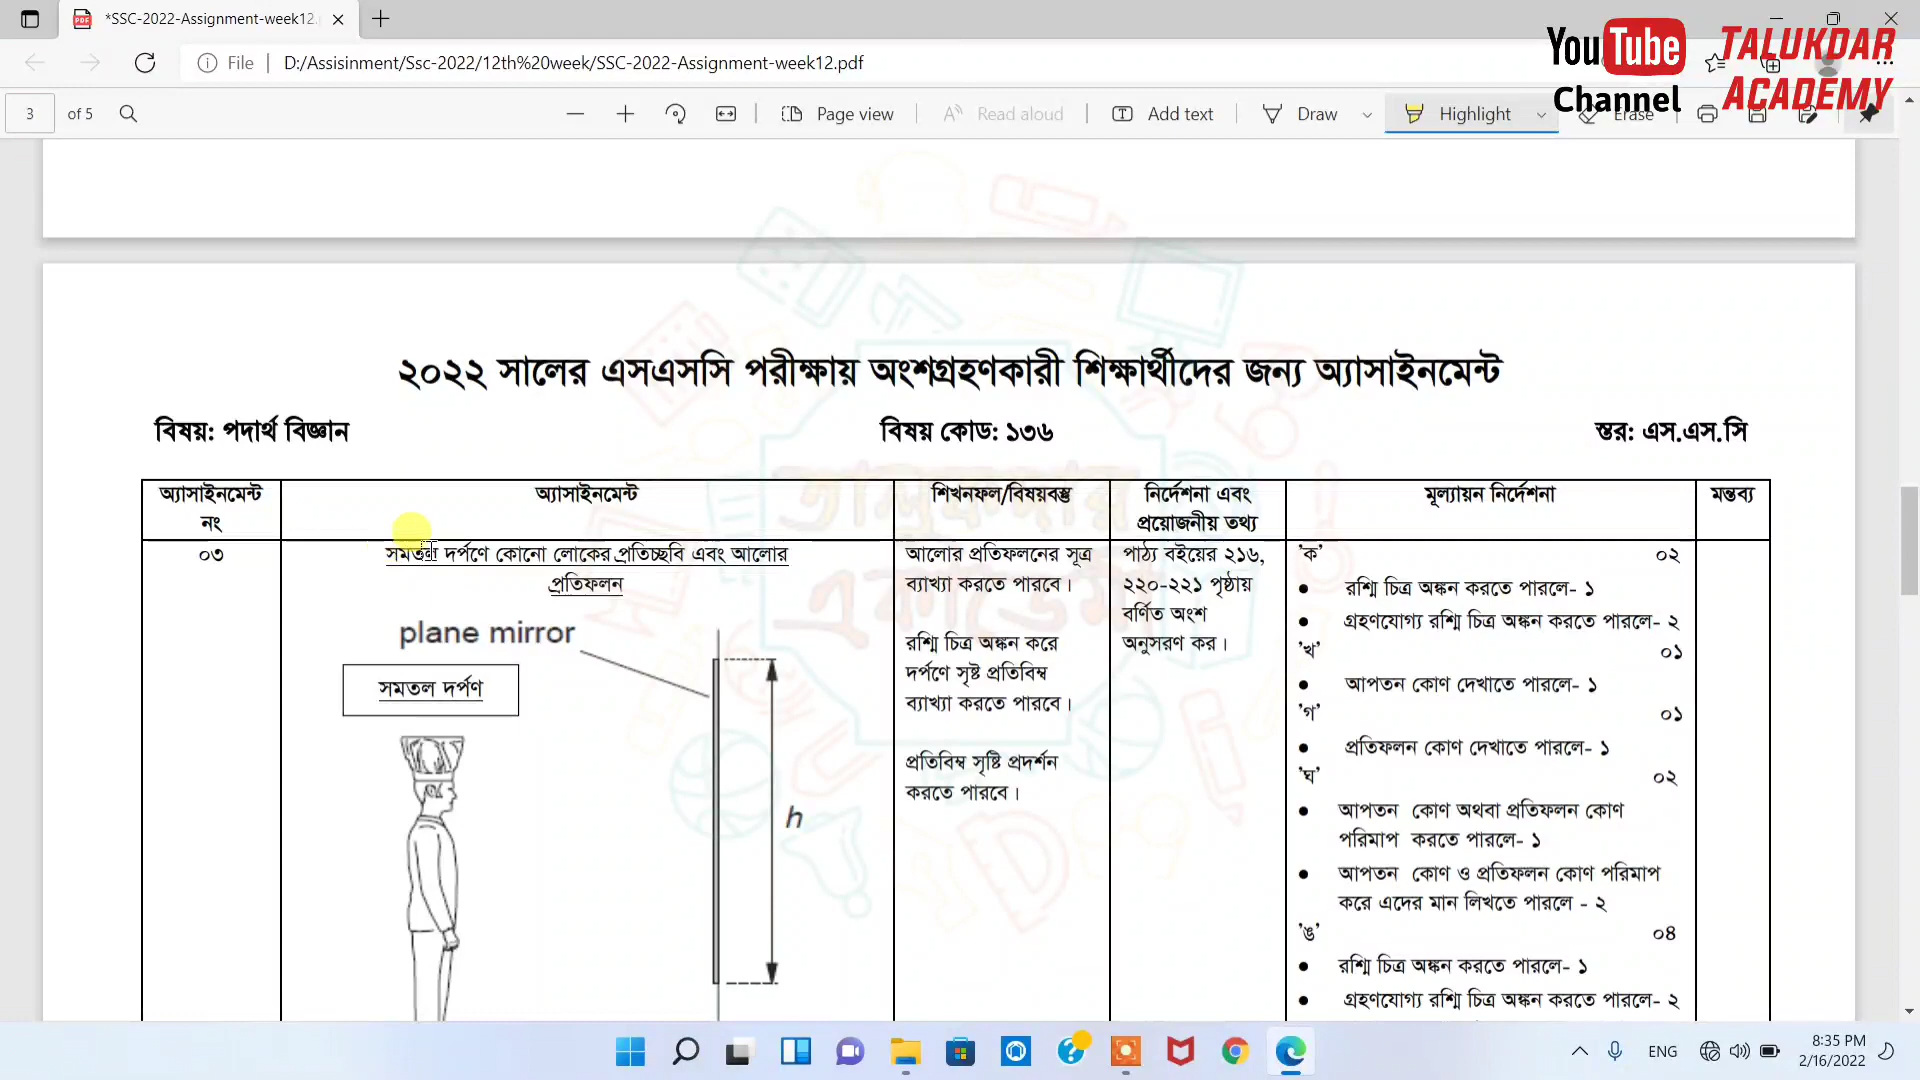 *SSC-2022-Assignment-week12.
YouTube Channel
TALUKDAR ACADEMY
File
D:/Assisinment/Ssc-2022/12th%20week/SSC-2022-Assignment-week12.pdf
3 of 5
Page view
Read aloud
Add text
Draw
Highlight
Erase
২০২২ সালের এসএসসি পরীক্ষায় অংশগ্রহণকারী শিক্ষার্থীদের জন্য অ্যাসাইনমেন্ট
বিষয়: পদার্থ বিজ্ঞান
বিষয় কোড: ১৩৬
স্তর: এস.এস.সি
অ্যাসাইনমেন্ট
নং
অ্যাসাইনমেন্ট
শিখনফল/বিষয়বস্তু
নির্দেশনা এবং
প্রয়োজনীয় তথ্য
মূল্যায়ন নির্দেশনা
মন্তব্য
০৩
সমতল দর্পণে কোনো লোকের প্রতিচ্ছবি এবং আলোর
প্রতিফলন
plane mirror
সমতল দর্পণ
h
আলোর প্রতিফলনের সূত্র
ব্যাখ্যা করতে পারবে।
রশ্মি চিত্র অঙ্কন করে
দর্পণে সৃষ্ট প্রতিবিম্ব
ব্যাখ্যা করতে পারবে।
প্রতিবিম্ব সৃষ্টি প্রদর্শন
করতে পারবে।
পাঠ্য বইয়ের ২১৬,
২২০-২২১ পৃষ্ঠায়
বর্ণিত অংশ
অনুসরণ কর।
'ক' ০২
• রশ্মি চিত্র অঙ্কন করতে পারলে- ১
• গ্রহণযোগ্য রশ্মি চিত্র অঙ্কন করতে পারলে- ২
'খ' ০১
• আপতন কোণ দেখাতে পারলে- ১
'গ' ০১
• প্রতিফলন কোণ দেখাতে পারলে- ১
'ঘ' ০২
• আপতন কোণ অথবা প্রতিফলন কোণ
পরিমাপ করতে পারলে- ১
• আপতন কোণ ও প্রতিফলন কোণ পরিমাপ
করে এদের মান লিখতে পারলে - ২
'ঙ' ০৪
• রশ্মি চিত্র অঙ্কন করতে পারলে- ১
• গ্রহণযোগ্য রশ্মি চিত্র অঙ্কন করতে পারলে- ২
তালুকদার
একাডেমী
ENG
8:35 PM
2/16/2022